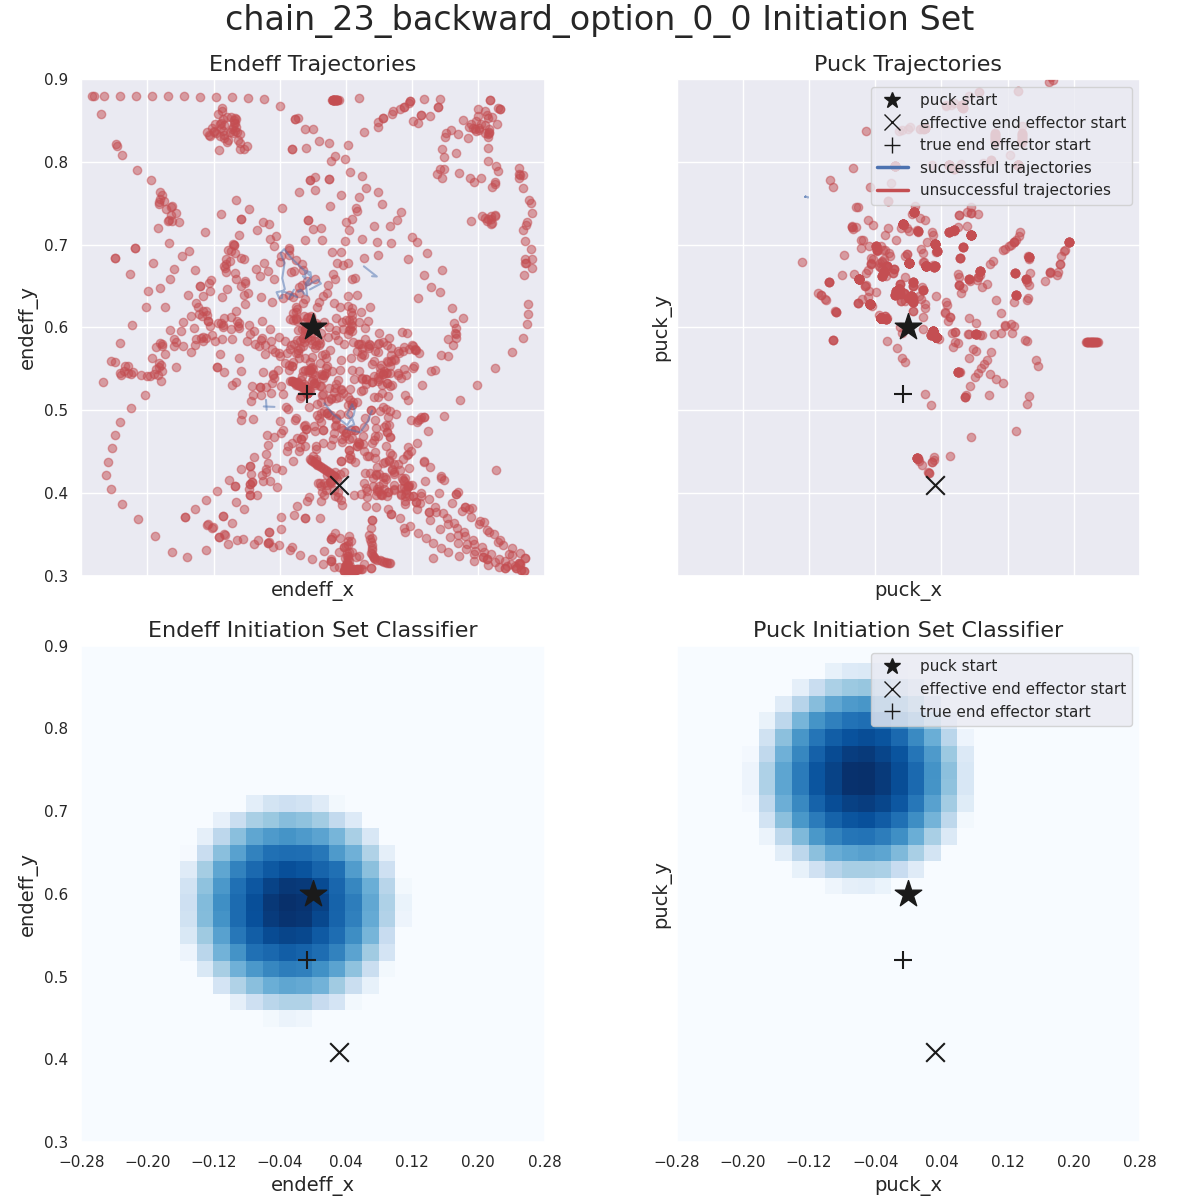 chain_23_backward_option_0_0 Initiation Set
Endeff Trajectories
Puck Trajectories
0.9
0.8
0.7
0.6
0.5
0.4
0.3
endeff_y
endeff_x
puck_y
puck_x
puck start
effective end effector start
true end effector start
successful trajectories
unsuccessful trajectories
Endeff Initiation Set Classifier
Puck Initiation Set Classifier
0.9
0.8
0.7
0.6
0.5
0.4
0.3
endeff_y
−0.28 −0.20 −0.12 −0.04 0.04 0.12 0.20 0.28
endeff_x
puck start
effective end effector start
true end effector start
puck_y
−0.28 −0.20 −0.12 −0.04 0.04 0.12 0.20 0.28
puck_x